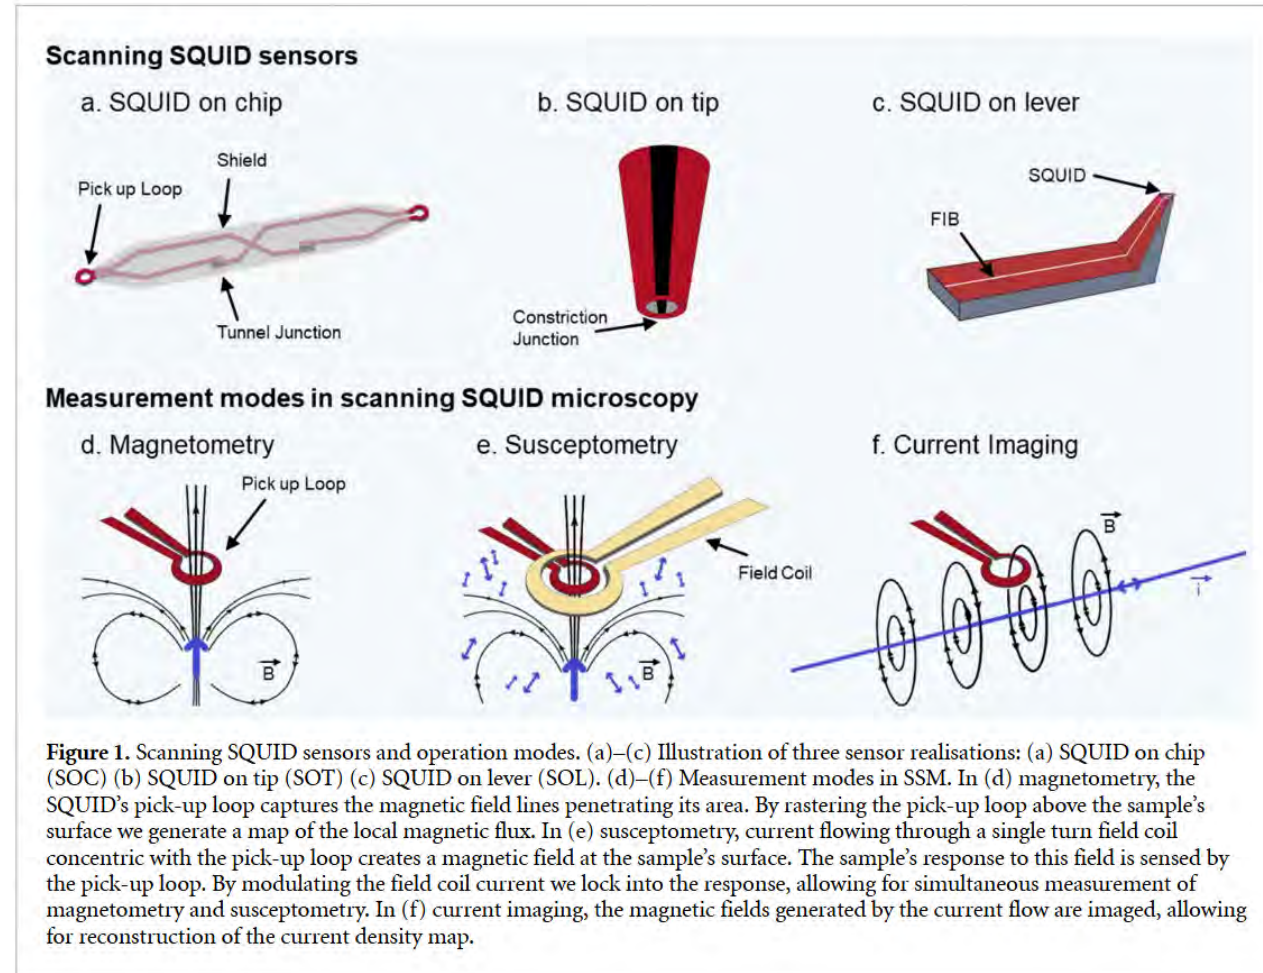 Scanning SQUID sensors
a. SQUID on chip
b. SQUID on tip
c. SQUID on lever
Shield
Pick up Loop
Tunnel Junction
Constriction
Junction
SQUID
FIB
Measurement modes in scanning SQUID microscopy
d. Magnetometry
e. Susceptometry
f. Current Imaging
Pick up Loop
B
Field Coil
B
B
i
Figure 1. Scanning SQUID sensors and operation modes. (a)–(c) Illustration of three sensor realisations: (a) SQUID on chip
(SOC) (b) SQUID on tip (SOT) (c) SQUID on lever (SOL). (d)–(f) Measurement modes in SSM. In (d) magnetometry, the
SQUID's pick-up loop captures the magnetic field lines penetrating its area. By rastering the pick-up loop above the sample's
surface we generate a map of the local magnetic flux. In (e) susceptometry, current flowing through a single turn field coil
concentric with the pick-up loop creates a magnetic field at the sample's surface. The sample's response to this field is sensed by
the pick-up loop. By modulating the field coil current we lock into the response, allowing for simultaneous measurement of
magnetometry and susceptometry. In (f) current imaging, the magnetic fields generated by the current flow are imaged, allowing
for reconstruction of the current density map.